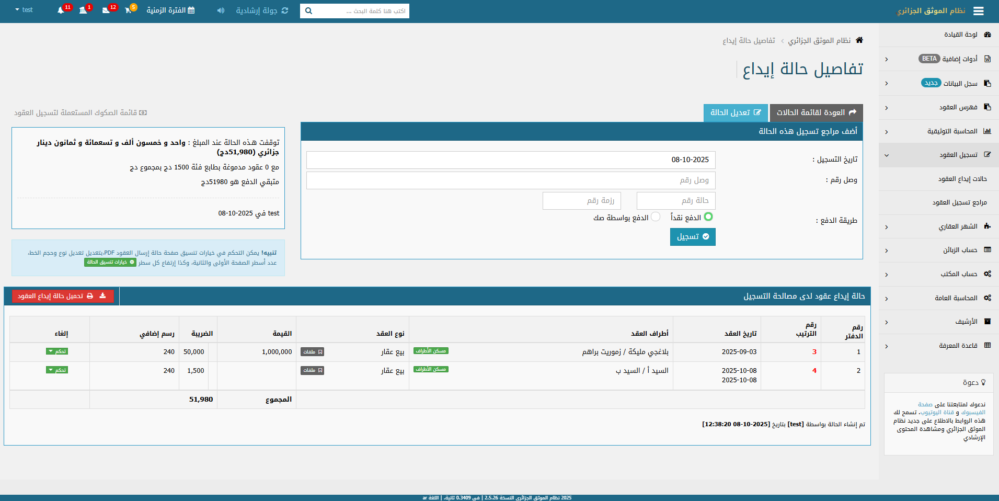 نظام الموثق الجزائري
اكتب هنا كلمة البحث ...
جولة إرشادية
الفترة الزمنية
5
12
1
11
test
لوحة القيادة
أدوات إضافية BETA
سجل البيانات جديد
فهرس العقود
المحاسبة التوثيقية
تسجيل العقود
حالات إيداع العقود
مراجع تسجيل العقود
الشهر العقاري
حساب الزبائن
حساب المكتب
المحاسبة العامة
الأرشيف
قاعدة المعرفة
دعوة
ندعوك لمتابعتنا على صفحة
الفيسبوك و قناة اليوتيوب، تسمح لك
هذه الروابط بالاطلاع على جديد نظام
الموثق الجزائري ومشاهدة المحتوى
الإرشادي
نظام الموثق الجزائري
تفاصيل حالة إيداع
تفاصيل حالة إيداع
العودة لقائمة الحالات
تعديل الحالة
أضف مراجع تسجيل هذه الحالة
تاريخ التسجيل :
08-10-2025
وصل رقم :
وصل رقم
حالة رقم
رزمة رقم
طريقة الدفع :
الدفع نقداً
الدفع بواسطة صك
تسجيل
قائمة الصكوك المستعملة لتسجيل العقود
توقفت هذه الحالة عند المبلغ : واحد و خمسون ألف و تسعمائة و ثمانون دينار
جزائري (51,980دج)
مع 0 عقود مدموغة بطابع فئة 1500 دج بمجموع دج
متبقي الدفع هو 51980دج
test في 2025-10-08
تنبيه! يمكن التحكم في خيارات تنسيق صفحة حالة إرسال العقود PDF،بتعديل تعديل نوع وحجم الخط،
عدد أسطر الصفحة الأولى والثانية، وكذا إرتفاع كل سطر خيارات تنسيق الحالة
حالة إيداع عقود لدى مصالحة التسجيل
تحميل حالة إيداع العقود
رقم الدفتر
رقم الترتيب
تاريخ العقد
أطراف العقد
نوع العقد
القيمة
الضريبة
رسم إضافي
إلغاء
1
3
2025-09-03
بلاغجي مليكة / زموريت براهم
مسكن الأطراف
بيع عقار
ملفات
1,000,000
50,000
240
تحكم
2
4
2025-10-08
2025-10-08
السيد أ / السيد ب
مسكن الأطراف
بيع عقار
ملفات
1,500
240
تحكم
المجموع
51,980
تم إنشاء الحالة بواسطة [test] بتاريخ [2025-10-08 12:38:20]
2025 نظام الموثق الجزائري النسخة 2.5.26 | في 0.3409 ثانية. | اللغة ar